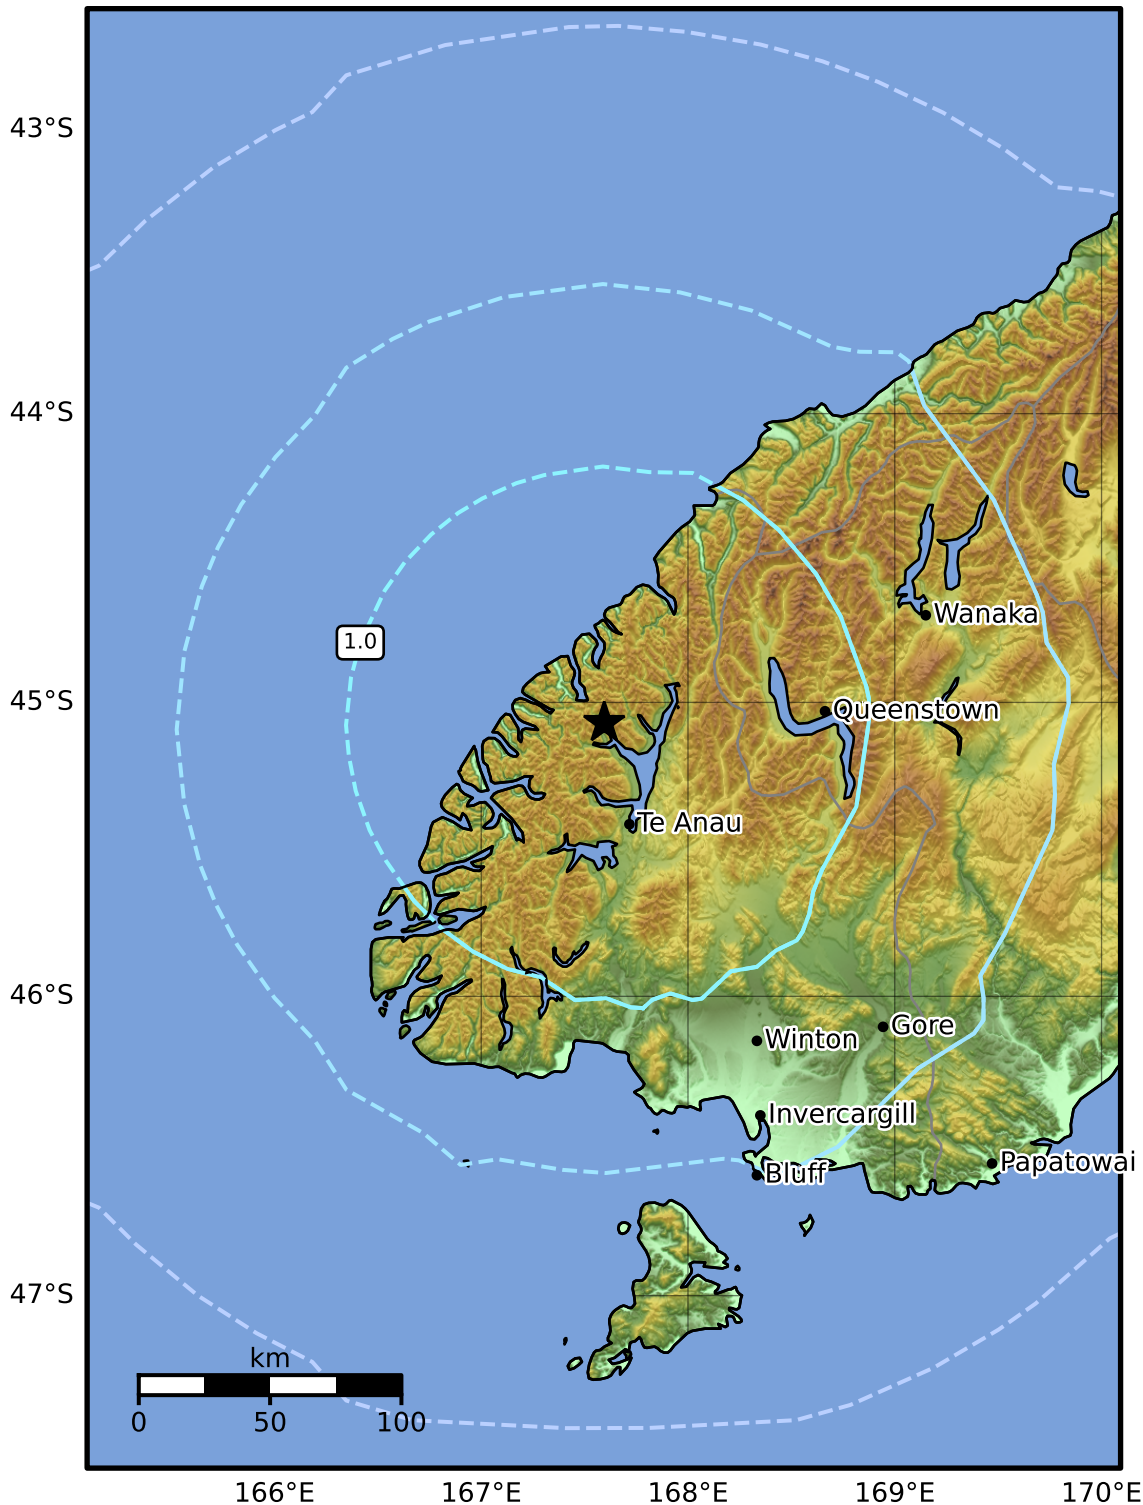 43°S
44°S
1.0
Wanaka
45°S
Queenstown
Te Anau
46°S
Gore
Winton
Invercargill
Papatowai
Bluff
47°S
km
0 50 100
166°E 167°E 168°E 169°E 170°E